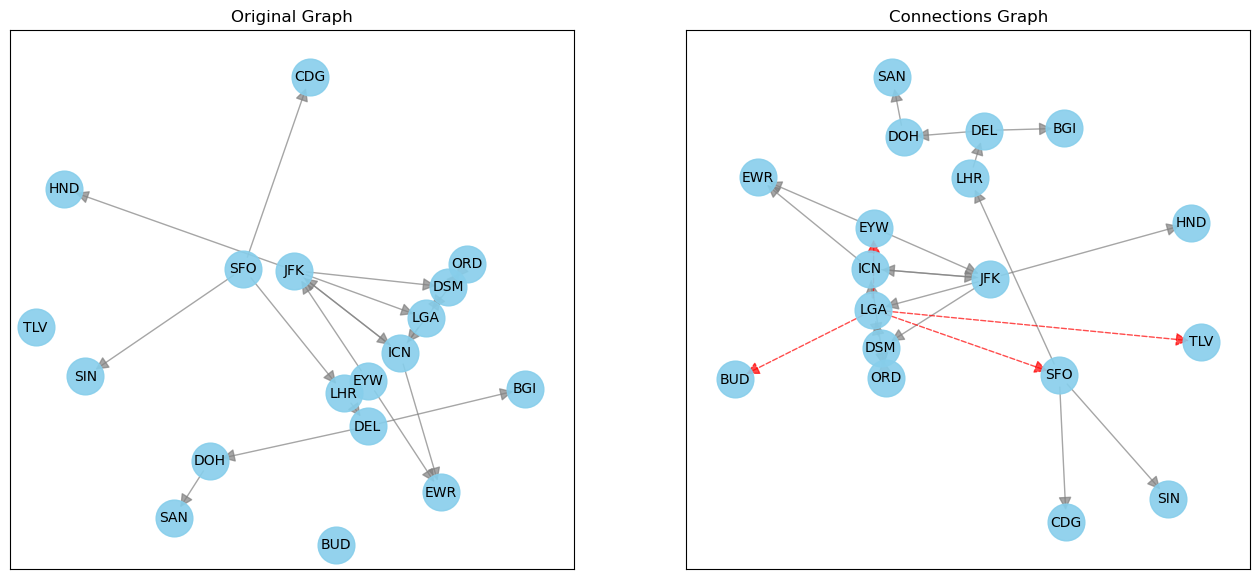 Original Graph
CDG
HND
SFO
JFK
ORD
DSM
LGA
TLV
ICN
SIN
EYW
LHR
BGI
DEL
DOH
EWR
SAN
BUD
Connections Graph
SAN
DOH
DEL
BGI
EWR
LHR
EYW
HND
ICN
JFK
LGA
DSM
TLV
BUD
ORD
SFO
SIN
CDG